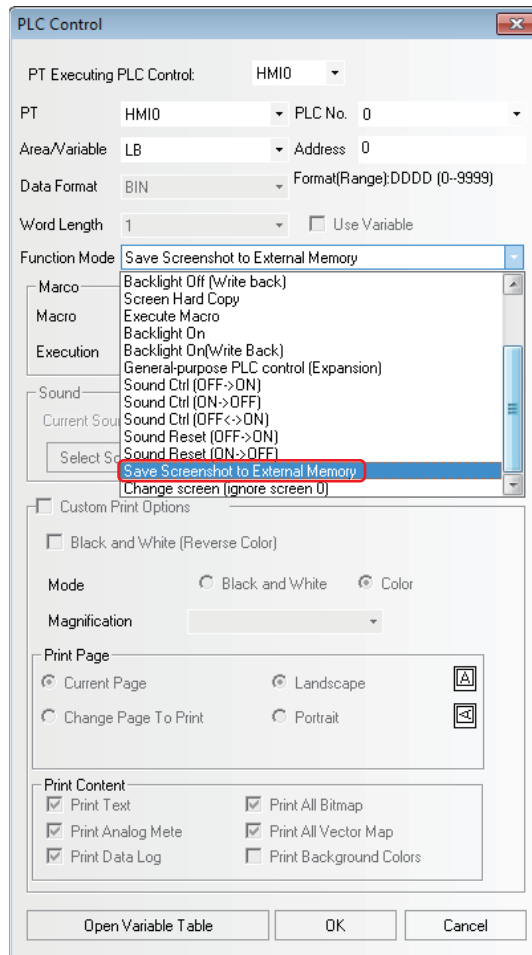 PLC Control
PT Executing PLC Control: HMI0
PT HMI0 PLC No. 0
Area/Variable LB Address 0
Data Format BIN Format(Range):DDDD (0--9999)
Word Length 1 Use Variable
Function Mode Save Screenshot to External Memory
Marco
Backlight Off (Write back)
Screen Hard Copy
Macro Execute Macro
Backlight On
Execution Backlight On(Write Back)
General-purpose PLC control (Expansion)
Sound Sound Ctrl (OFF->ON)
Sound Ctrl (ON->OFF)
Current Sou Sound Ctrl (OFF<->ON)
Sound Reset (OFF->ON)
Select So Sound Reset (ON->OFF)
Save Screenshot to External Memory
Change screen (ignore screen 0)
Custom Print Options
Black and White (Reverse Color)
Mode Black and White Color
Magnification
Print Page
Current Page Landscape A
Change Page To Print Portrait A
Print Content
Print Text Print All Bitmap
Print Analog Mete Print All Vector Map
Print Data Log Print Background Colors
Open Variable Table OK Cancel